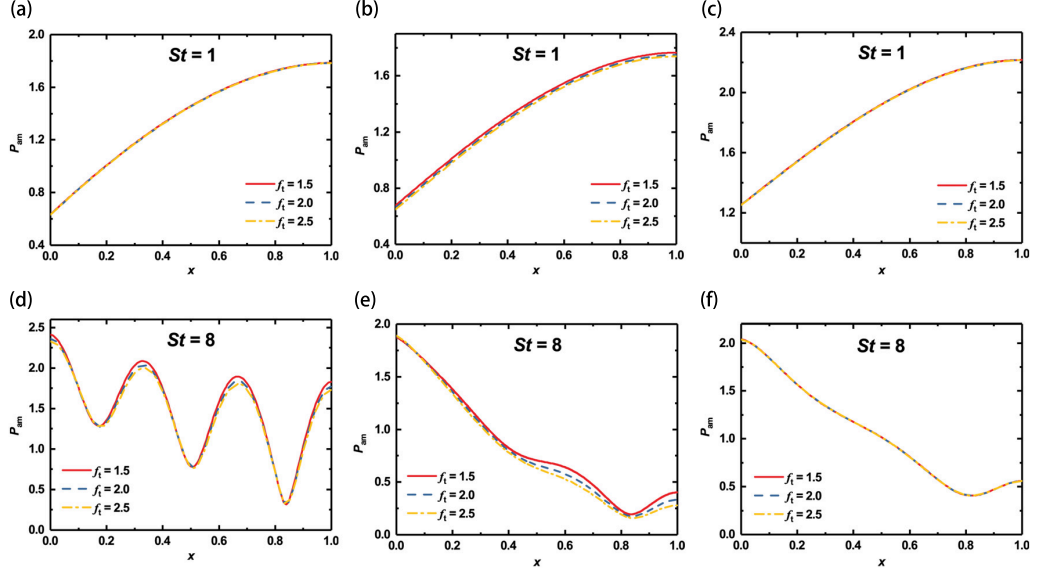 (a)
(b)
(c)
2.0
1.6
1.2
0.8
0.4
P_am
St = 1
f_t = 1.5
f_t = 2.0
f_t = 2.5
0.0 0.2 0.4 0.6 0.8 1.0
x
1.6
1.2
0.8
0.4
P_am
St = 1
f_t = 1.5
f_t = 2.0
f_t = 2.5
0.0 0.2 0.4 0.6 0.8 1.0
x
2.4
2.0
1.6
1.2
P_am
St = 1
f_t = 1.5
f_t = 2.0
f_t = 2.5
0.0 0.2 0.4 0.6 0.8 1.0
x
(d)
(e)
(f)
2.5
2.0
1.5
1.0
0.5
0.0
P_am
St = 8
f_t = 1.5
f_t = 2.0
f_t = 2.5
0.0 0.2 0.4 0.6 0.8 1.0
x
2.0
1.5
1.0
0.5
0.0
P_am
St = 8
f_t = 1.5
f_t = 2.0
f_t = 2.5
0.0 0.2 0.4 0.6 0.8 1.0
x
2.0
1.5
1.0
0.5
0.0
P_am
St = 8
f_t = 1.5
f_t = 2.0
f_t = 2.5
0.0 0.2 0.4 0.6 0.8 1.0
x